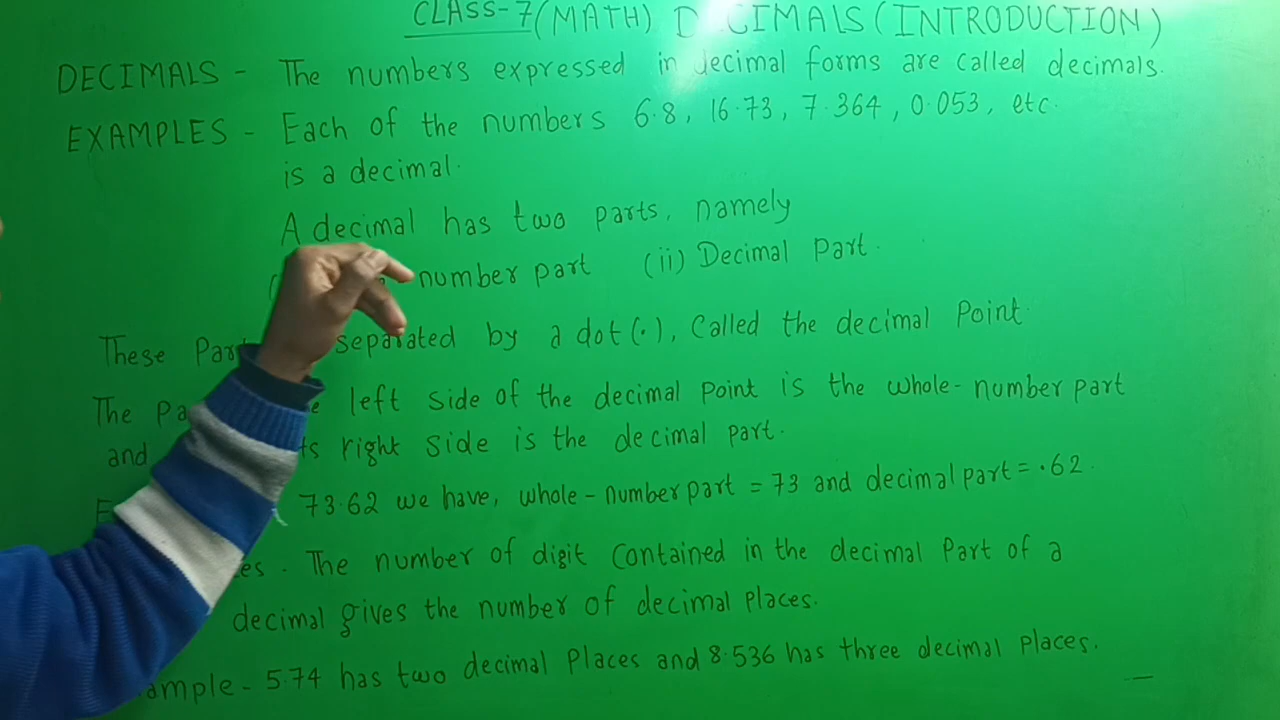 CLASS-7 (MATH) DECIMALS (INTRODUCTION)
DECIMALS - The numbers expressed in decimal forms are called decimals.
EXAMPLES - Each of the numbers 6.8, 16.73, 7.364, 0.053, etc.
is a decimal.
A decimal has two parts, namely
number part (ii) Decimal Part.
These separated by a dot (.), Called the decimal Point.
The left side of the decimal Point is the whole-number part
and right side is the decimal part.
73.62 we have, whole-number part = 73 and decimal part = .62.
The number of digit Contained in the decimal Part of a
decimal gives the number of decimal Places.
5.74 has two decimal Places and 8.536 has three decimal Places.